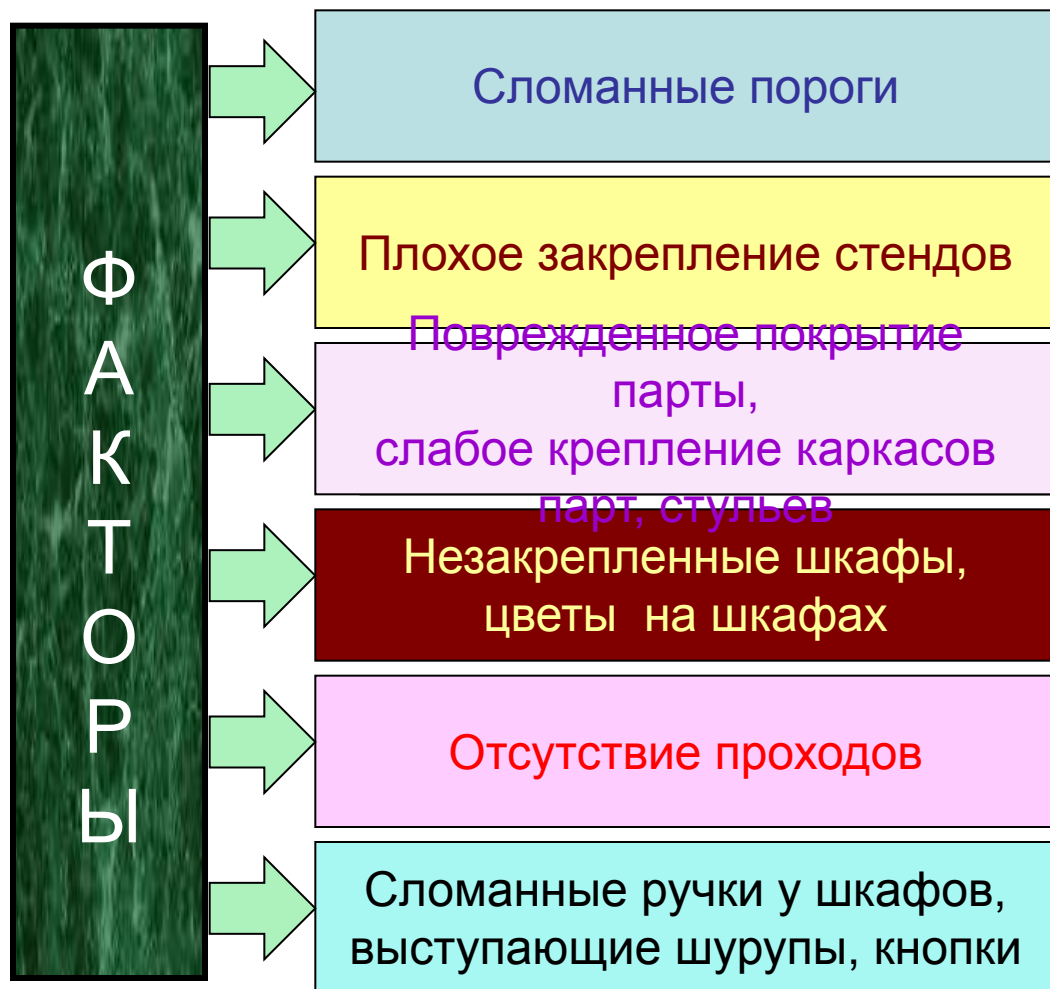 ФАКТОРЫ
Сломанные пороги
Плохое закрепление стендов
Поврежденное покрытие
парты,
слабое крепление каркасов
парт, стульев
Незакрепленные шкафы,
цветы на шкафах
Отсутствие проходов
Сломанные ручки у шкафов,
выступающие шурупы, кнопки